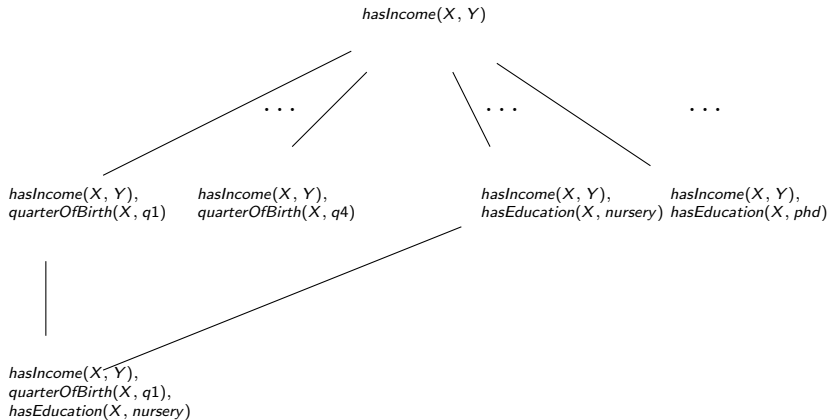 hasIncome(X, Y)
... ... ...
hasIncome(X, Y), hasIncome(X, Y), hasIncome(X, Y), hasIncome(X, Y),
quarterOfBirth(X, q1) quarterOfBirth(X, q4) hasEducation(X, nursery) hasEducation(X, phd)
hasIncome(X, Y),
quarterOfBirth(X, q1),
hasEducation(X, nursery)